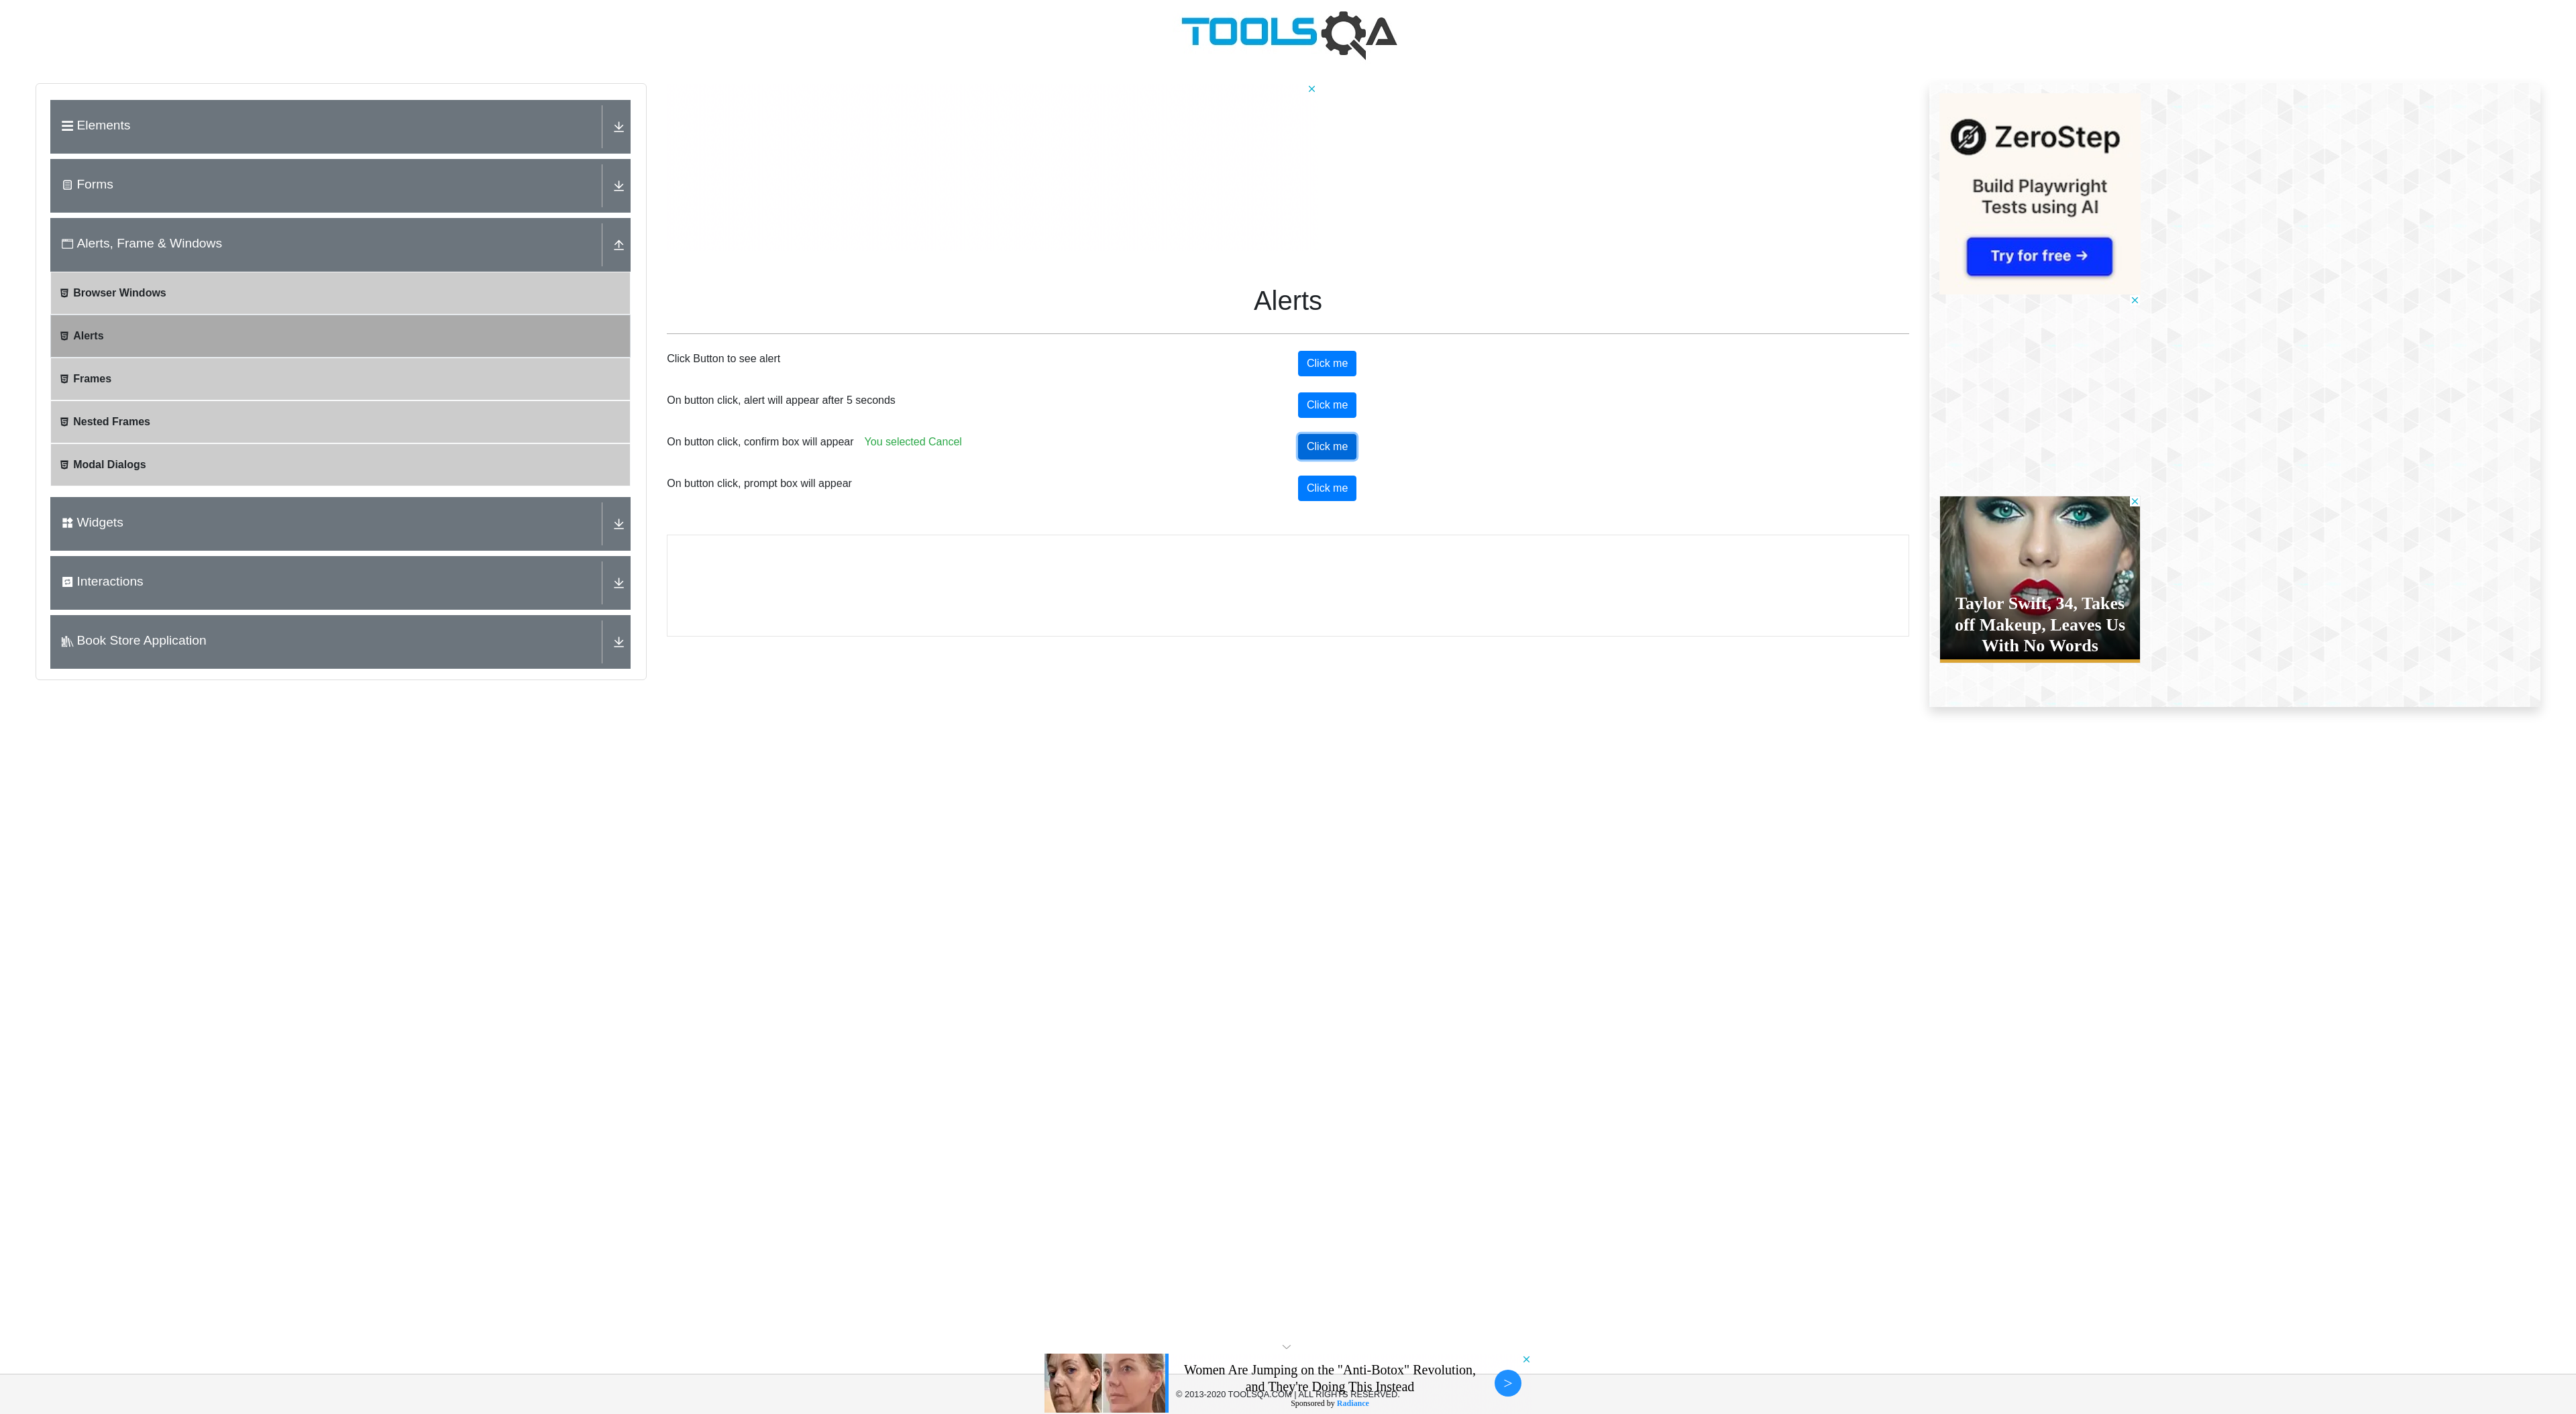 TOOLSQA
Elements
Forms
Alerts, Frame & Windows
Browser Windows
Alerts
Frames
Nested Frames
Modal Dialogs
Widgets
Interactions
Book Store Application
Alerts
Click Button to see alert
Click me
On button click, alert will appear after 5 seconds
Click me
On button click, confirm box will appear You selected Cancel
Click me
On button click, prompt box will appear
Click me
ZeroStep
Build Playwright
Tests using AI
Try for free →
Taylor Swift, 34, Takes
off Makeup, Leaves Us
With No Words
Women Are Jumping on the "Anti-Botox" Revolution,
and They're Doing This Instead
© 2013-2020 TOOLSQA.COM | ALL RIGHTS RESERVED.
Sponsored by Radiance